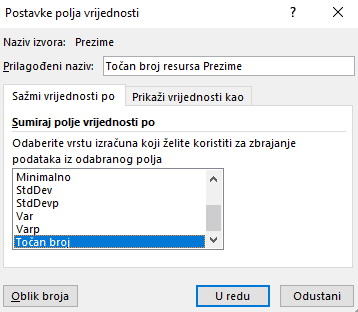 Postavke polja vrijednosti
?
Naziv izvora: Prezime
Prilagođeni naziv: Točan broj resursa Prezime
Sažmi vrijednosti po Prikaži vrijednosti kao
Sumiraj polje vrijednosti po
Odaberite vrstu izračuna koji želite koristiti za zbrajanje
podataka iz odabranog polja
Minimalno
StdDev
StdDevp
Var
Varp
Točan broj
Oblik broja U redu Odustani